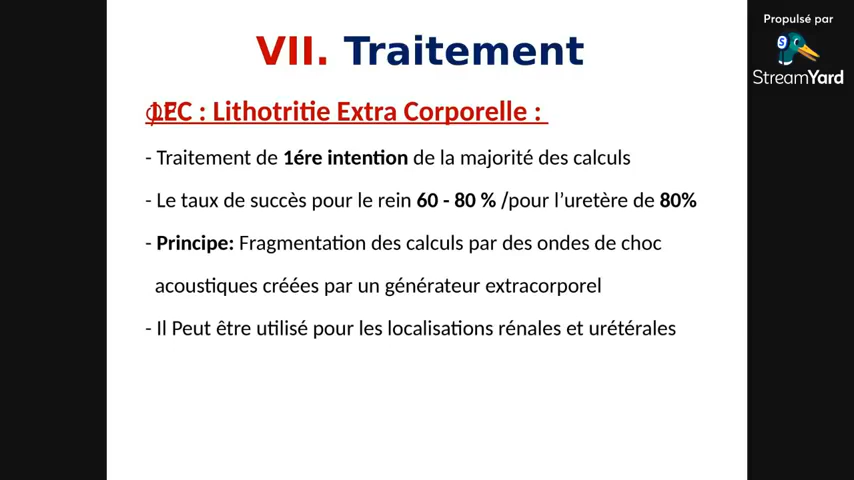 VII. Traitement
LEC : Lithotritie Extra Corporelle :
- Traitement de 1ére intention de la majorité des calculs
- Le taux de succès pour le rein 60 - 80 % /pour l’uretère de 80%
- Principe: Fragmentation des calculs par des ondes de choc
acoustiques créées par un générateur extracorporel
- Il Peut être utilisé pour les localisations rénales et urétérales
Propulsé par
StreamYard